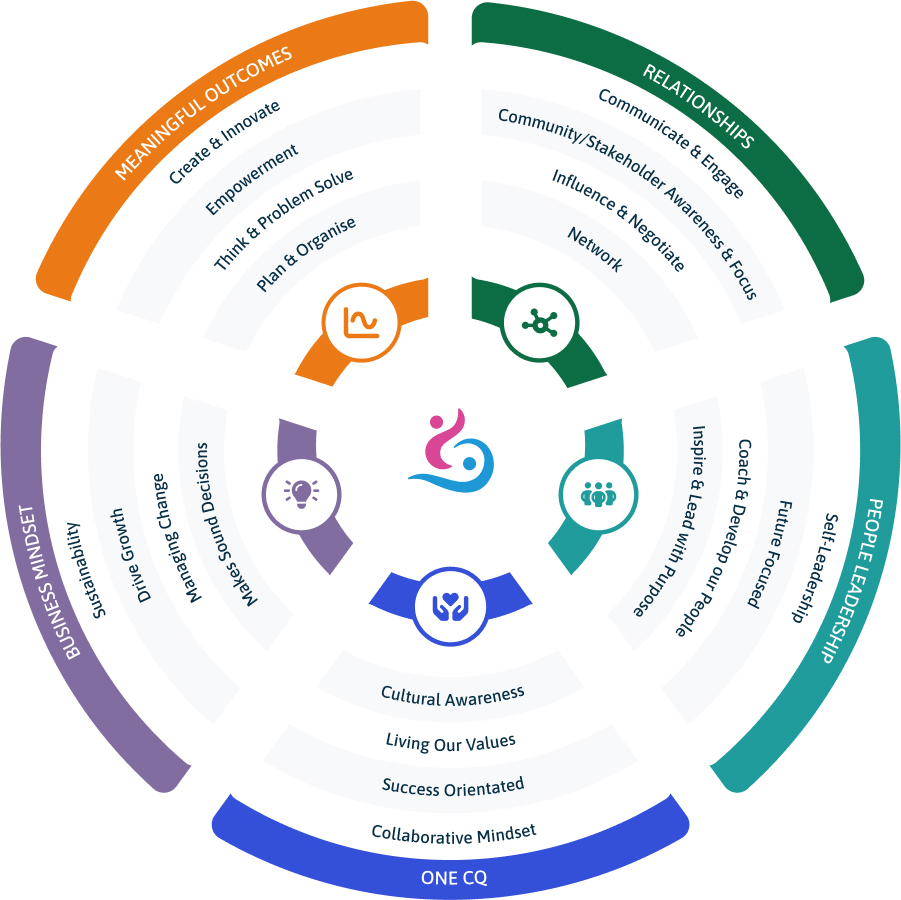 MEANINGFUL OUTCOMES
Create & Innovate
Empowerment
Think & Problem Solve
Plan & Organise
RELATIONSHIPS
Communicate & Engage
Community/Stakeholder Awareness & Focus
Influence & Negotiate
Network
PEOPLE LEADERSHIP
Self-Leadership
Future Focused
Coach & Develop our People
Inspire & Lead with Purpose
Cultural Awareness
Living Our Values
Success Orientated
Collaborative Mindset
ONE CQ
BUSINESS MINDSET
Sustainability
Drive Growth
Managing Change
Makes Sound Decisions